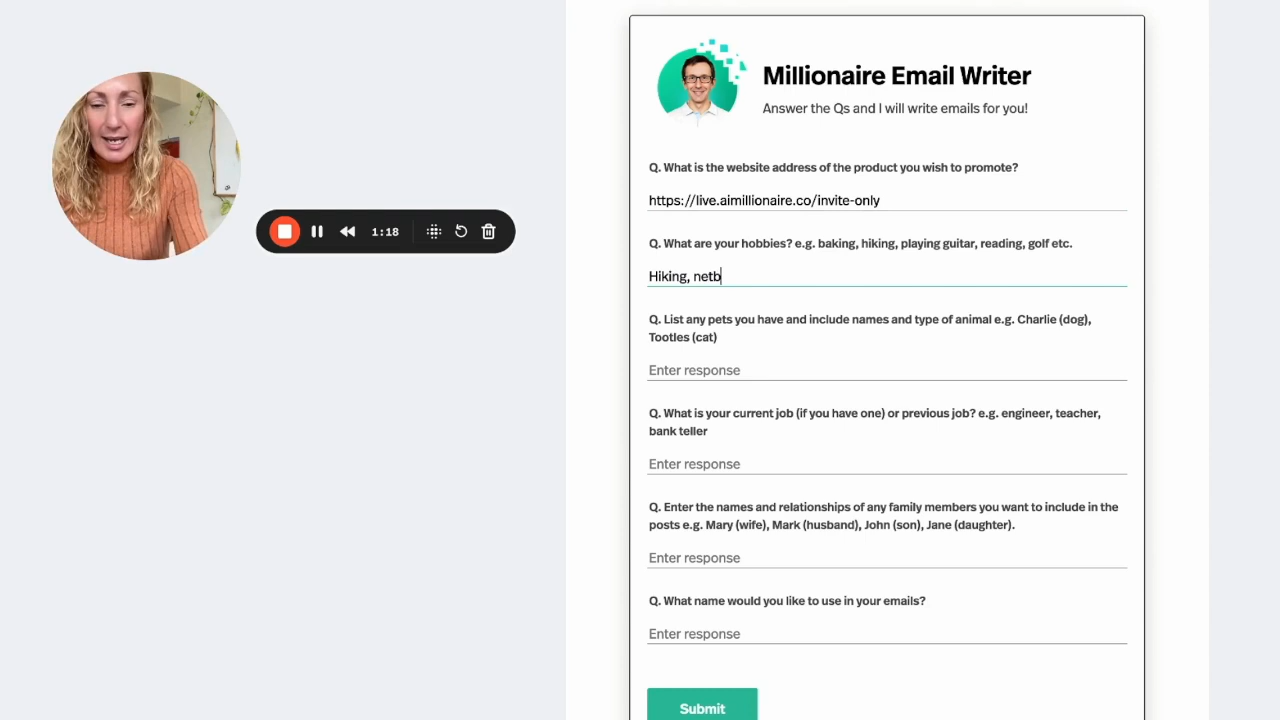 Millionaire Email Writer
Answer the Qs and I will write emails for you!
Q. What is the website address of the product you wish to promote?
https://live.aimillionaire.co/invite-only
1:18
Q. What are your hobbies? e.g. baking, hiking, playing guitar, reading, golf etc.
Hiking, netb
Q. List any pets you have and include names and type of animal e.g. Charlie (dog),
Tootles (cat)
Enter response
Q. What is your current job (if you have one) or previous job? e.g. engineer, teacher,
bank teller
Enter response
Q. Enter the names and relationships of any family members you want to include in the
posts e.g. Mary (wife), Mark (husband), John (son), Jane (daughter).
Enter response
Q. What name would you like to use in your emails?
Enter response
Submit